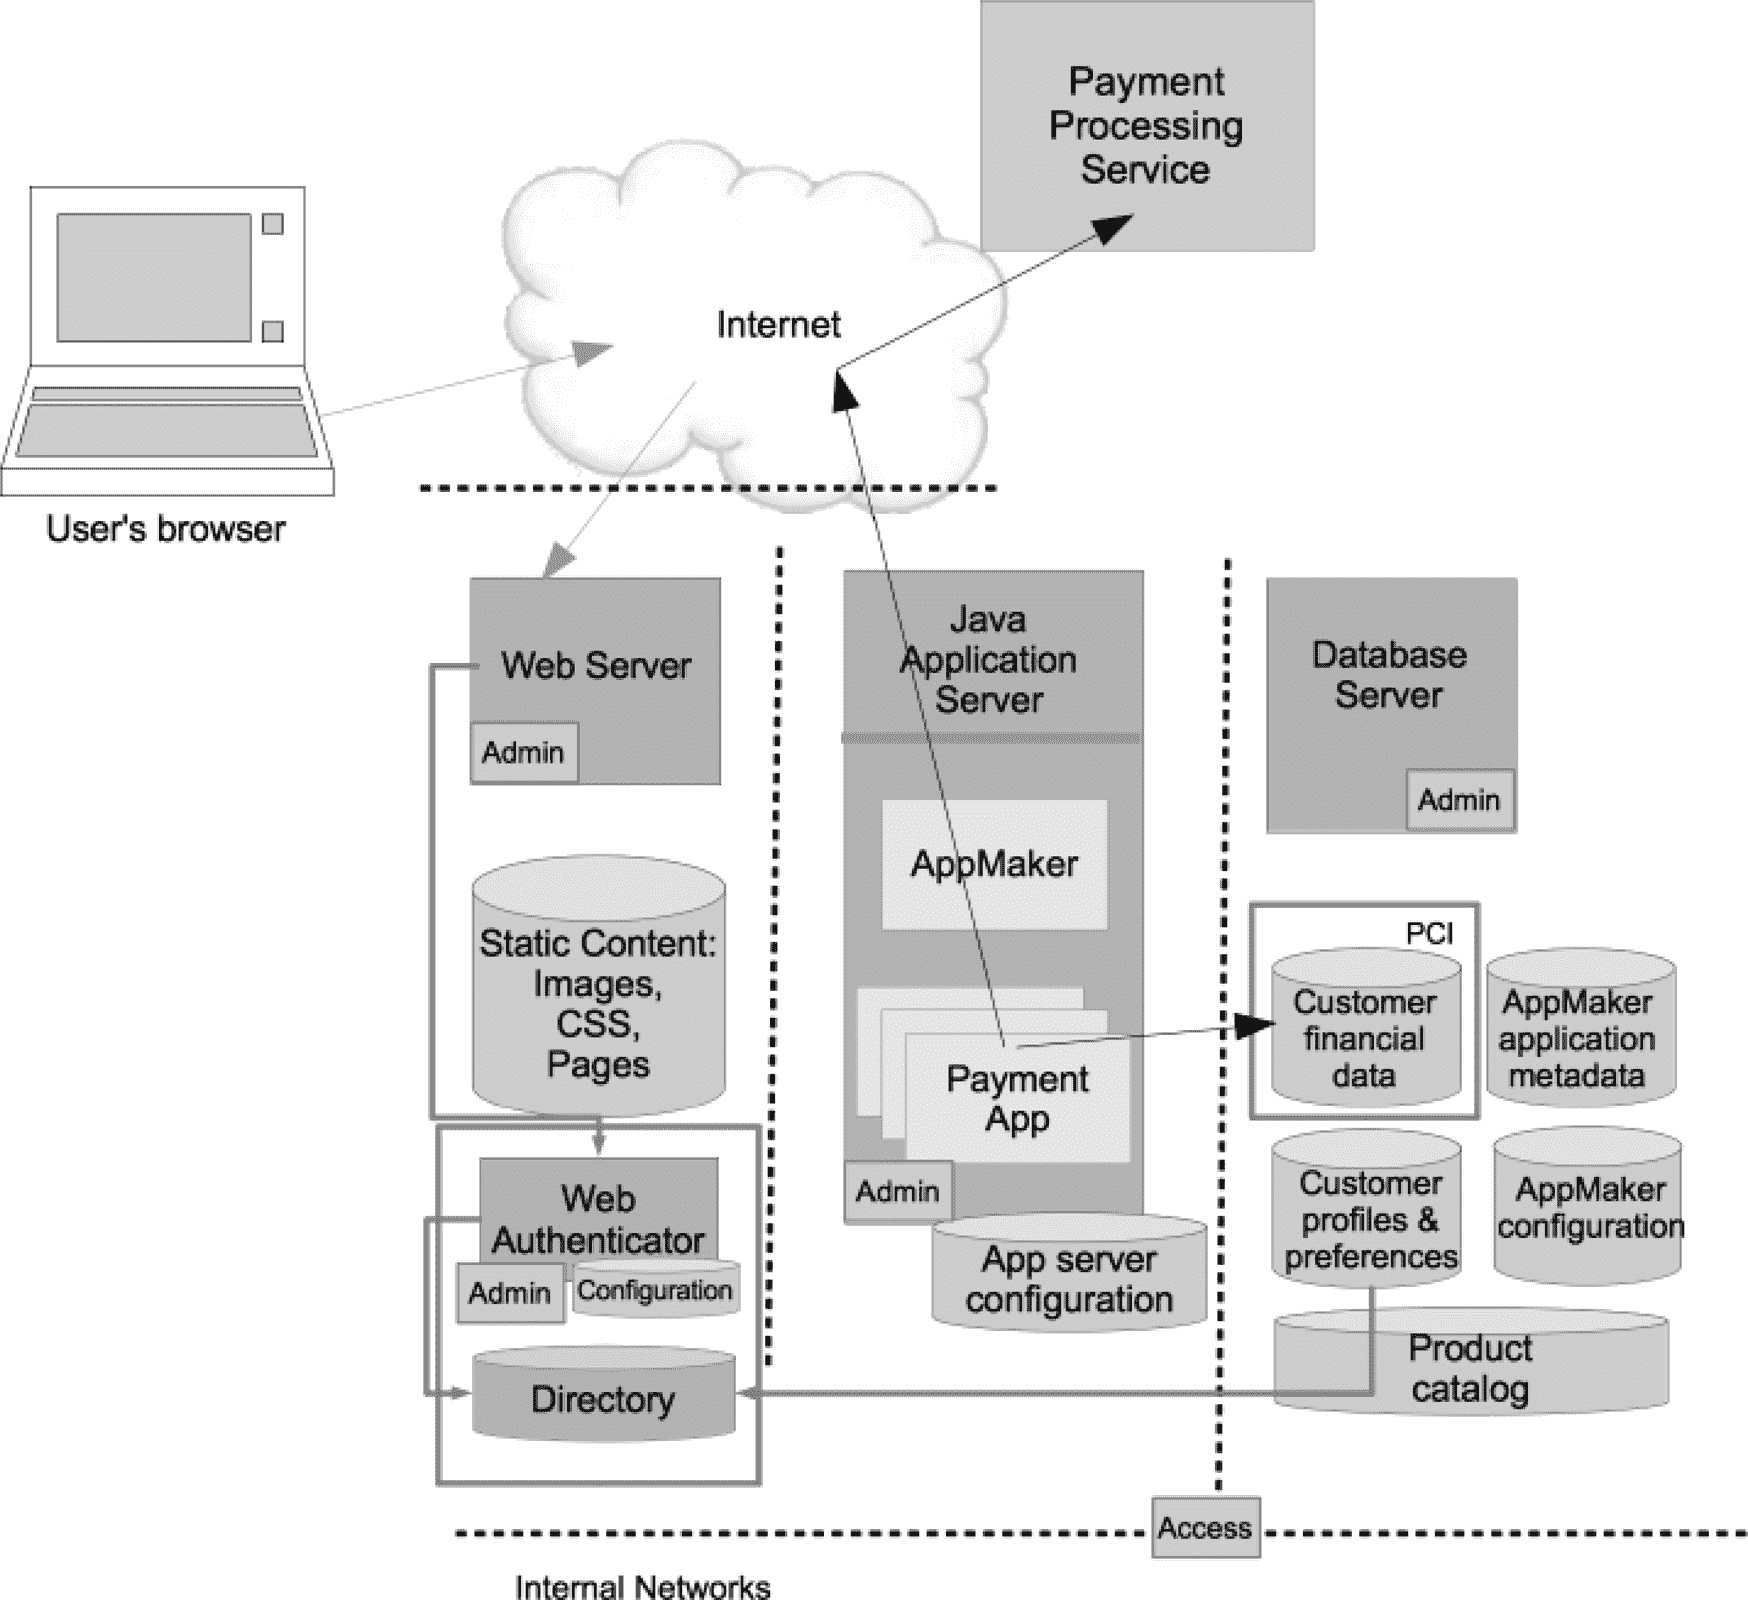 Payment
Processing
Service
Internet
User's browser
Web Server
Admin
Java
Application
Server
Database
Server
Admin
AppMaker
Static Content:
Images,
CSS,
Pages
Payment
App
Admin
App server
configuration
PCI
Customer
financial
data
AppMaker
application
metadata
Customer
profiles &
preferences
AppMaker
configuration
Product
catalog
Web
Authenticator
Admin
Configuration
Directory
Access
Internal Networks